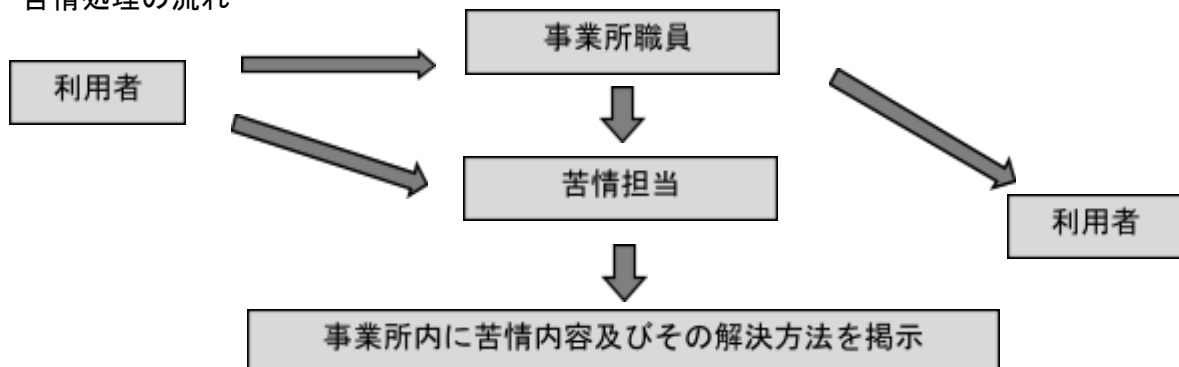 苦情処理の流れ
事業所職員
利用者
苦情担当
利用者
事業所内に苦情内容及びその解決方法を掲示